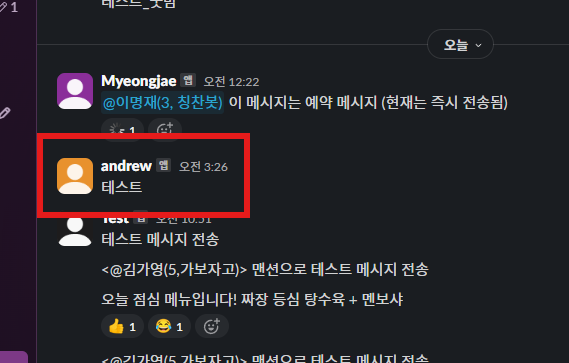 1
테스트_굿밤
오늘
Myeongjae 앱 오전 12:22
@이명재(3, 칭찬봇) 이 메시지는 예약 메시지 (현재는 즉시 전송됨)
1
andrew 앱 오전 3:26
테스트
Test 앱 오전 10:51
테스트 메시지 전송
<@김가영(5,가보자고)> 맨션으로 테스트 메시지 전송
오늘 점심 메뉴입니다! 짜장 등심 탕수육 + 멘보샤
👍 1 😂 1
<@김가영(5,가보자고)> 맨션으로 테스트 메시지 전송